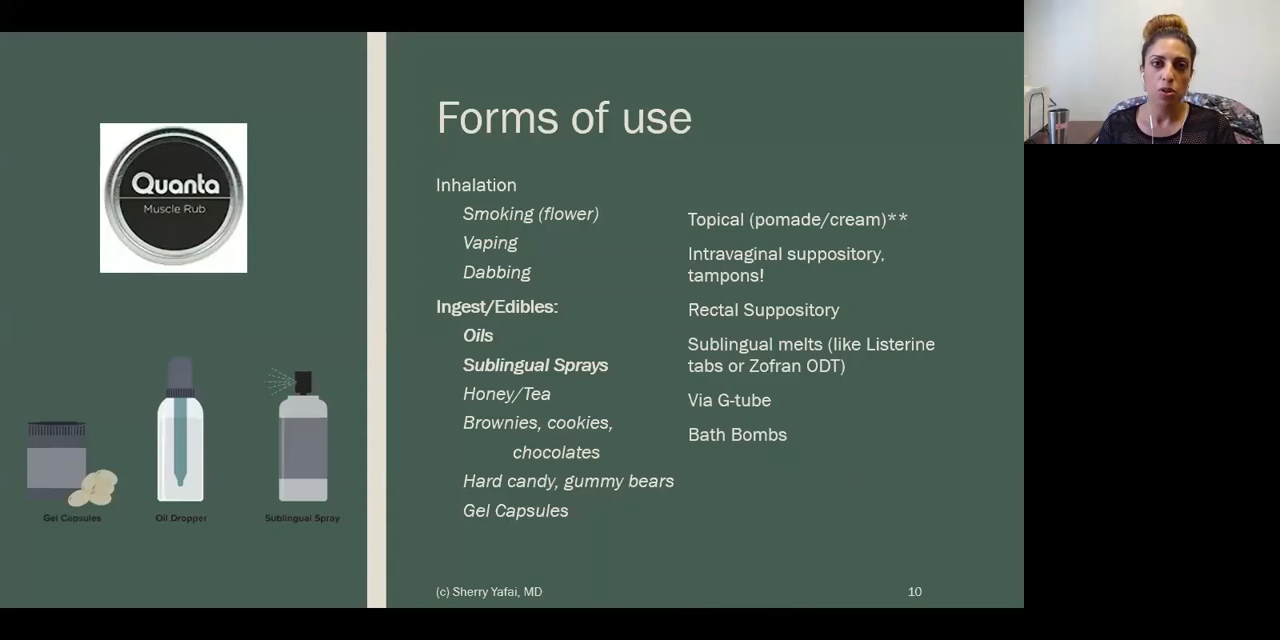 Quanta
Muscle Rub
Gel Capsules
Oil Dropper
Sublingual Spray
Forms of use
Inhalation
Smoking (flower)
Vaping
Dabbing
Ingest/Edibles:
Oils
Sublingual Sprays
Honey/Tea
Brownies, cookies,
chocolates
Hard candy, gummy bears
Gel Capsules
Topical (pomade/cream)**
Intravaginal suppository,
tampons!
Rectal Suppository
Sublingual melts (like Listerine
tabs or Zofran ODT)
Via G-tube
Bath Bombs
(c) Sherry Yafai, MD
10